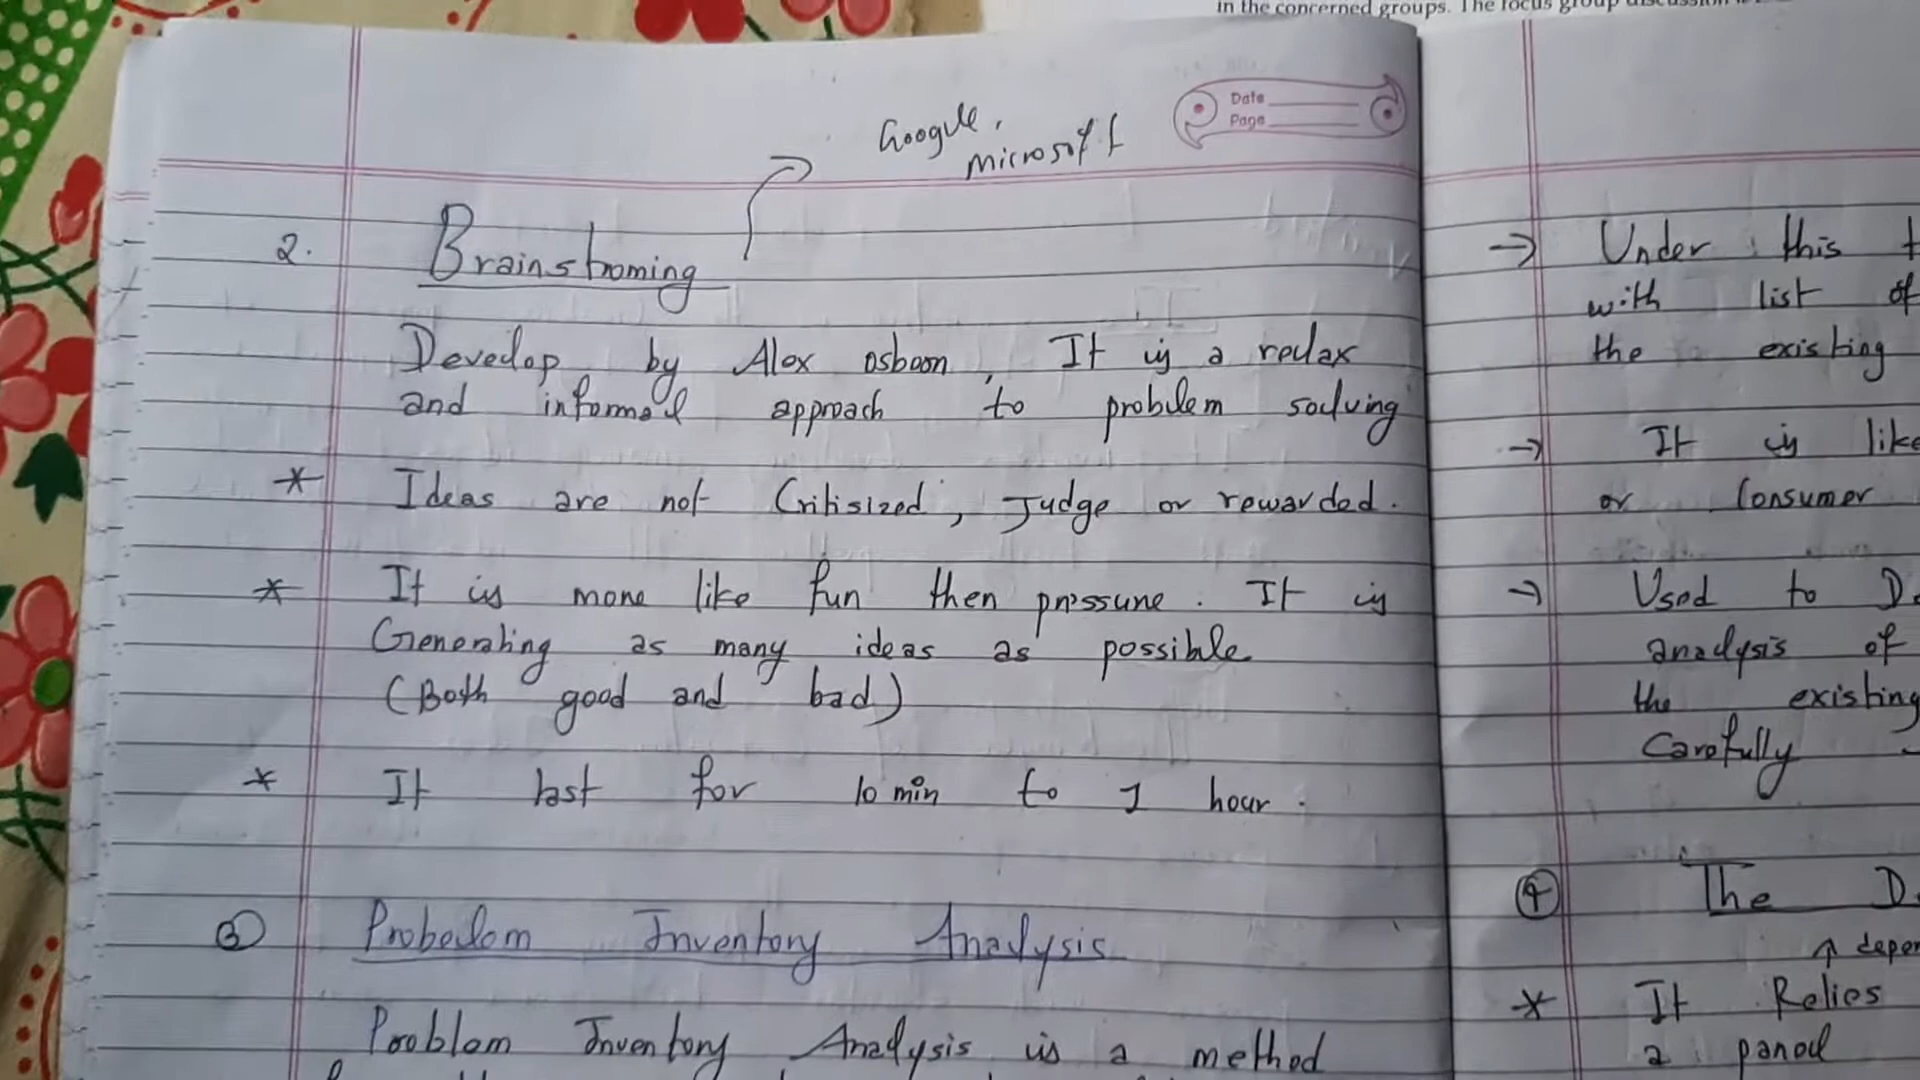 in the concerned groups. The focus group discussion
Date
Page
Google,
microsoft
2. Brainstroming
Develop by Alex osboon, It is a relax
and informal approach to problem solving
* Ideas are not Critisized, Judge or rewarded.
* It is more like fun then pressure. It is
Generating as many ideas as possible
(Both good and bad)
* It last for 10 min to 1 hour.
3 Probelom Inventory Analysis
Problem Inventory Analysis is a method
→ Under this
with list of
the existing
→ It is like
or Consumer
→ Used to
analysis of
the existing
Carefully
4 The
* It Relies
a panel